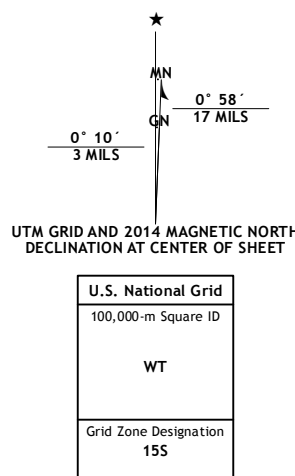 ★
MN
0° 58´
17 MILS
GN
0° 10´
3 MILS
UTM GRID AND 2014 MAGNETIC NORTH
DECLINATION AT CENTER OF SHEET
U.S. National Grid
100,000-m Square ID
WT
Grid Zone Designation
15S